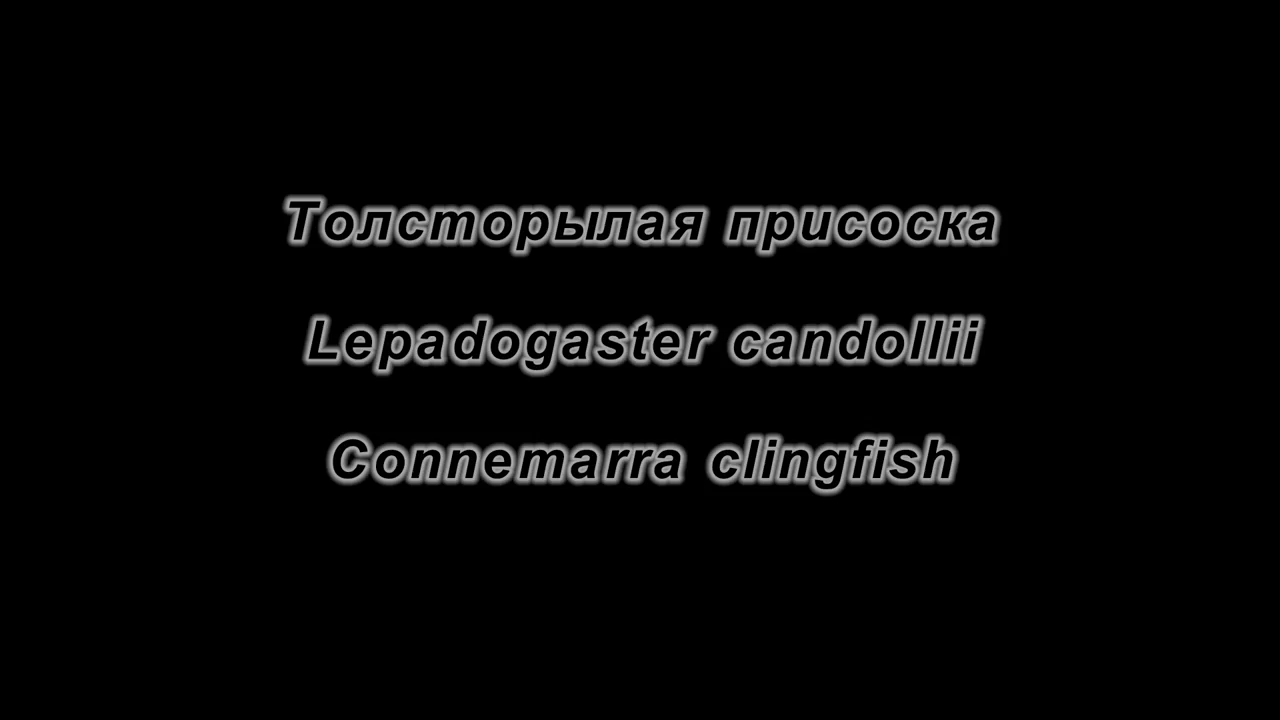 Толсторылая присоска
Lepadogaster candollii
Connemarra clingfish